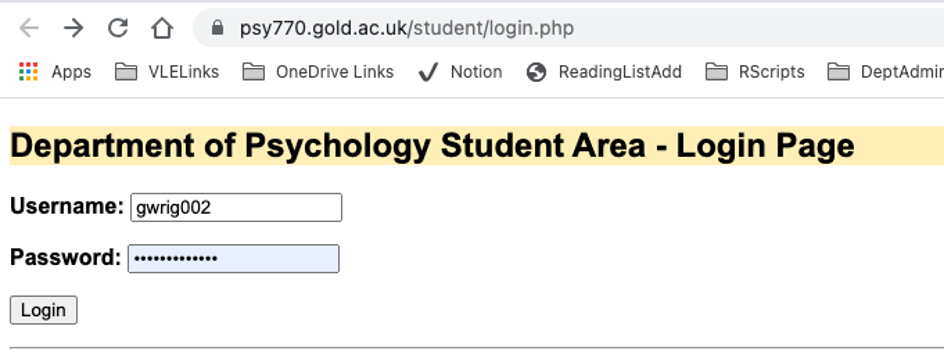 psy770.gold.ac.uk/student/login.php
Apps VLELinks OneDrive Links Notion ReadingListAdd RScripts DeptAdmin
Department of Psychology Student Area - Login Page
Username: gwrig002
Password: •••••••••••••
Login